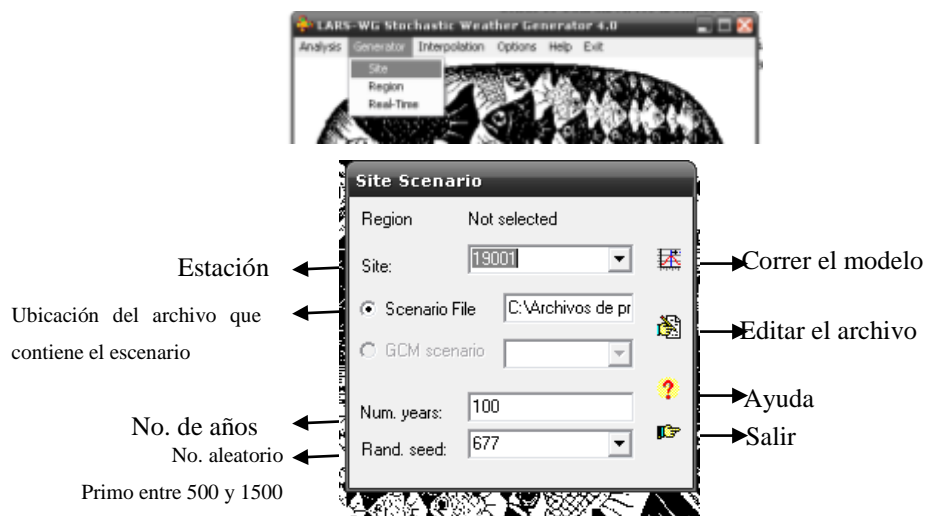 LARS-WG Stochastic Weather Generator 4.0
Analysis Generator Interpolation Options Help Exit
Site
Region
Real-Time
Site Scenario
Region Not selected
Estación
Site: 19001
Correr el modelo
Ubicación del archivo que
contiene el escenario
Scenario File C:\Archivos de pr
Editar el archivo
GCM scenario
No. de años
Num. years: 100
Ayuda
No. aleatorio
Primo entre 500 y 1500
Rand. seed: 677
Salir